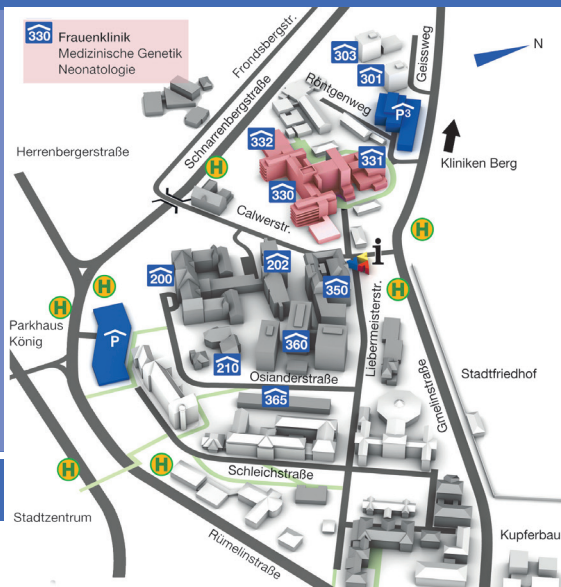 330 Frauenklinik
Medizinische Genetik
Neonatologie
Frondsbergstr.
Schnarrenbergstraße
303
301
Geissweg
N
Röntgenweg
P3
332
331
Kliniken Berg
Herrenbergerstraße
H
330
Calwerstr.
H
i
202
200
350
H
H
H
Liebermeisterstr.
Parkhaus
König
P
360
210
Osianderstraße
Stadtfriedhof
Gmelinstraße
365
H
H
Schleichstraße
Stadtzentrum
Rümelinstraße
Kupferbau